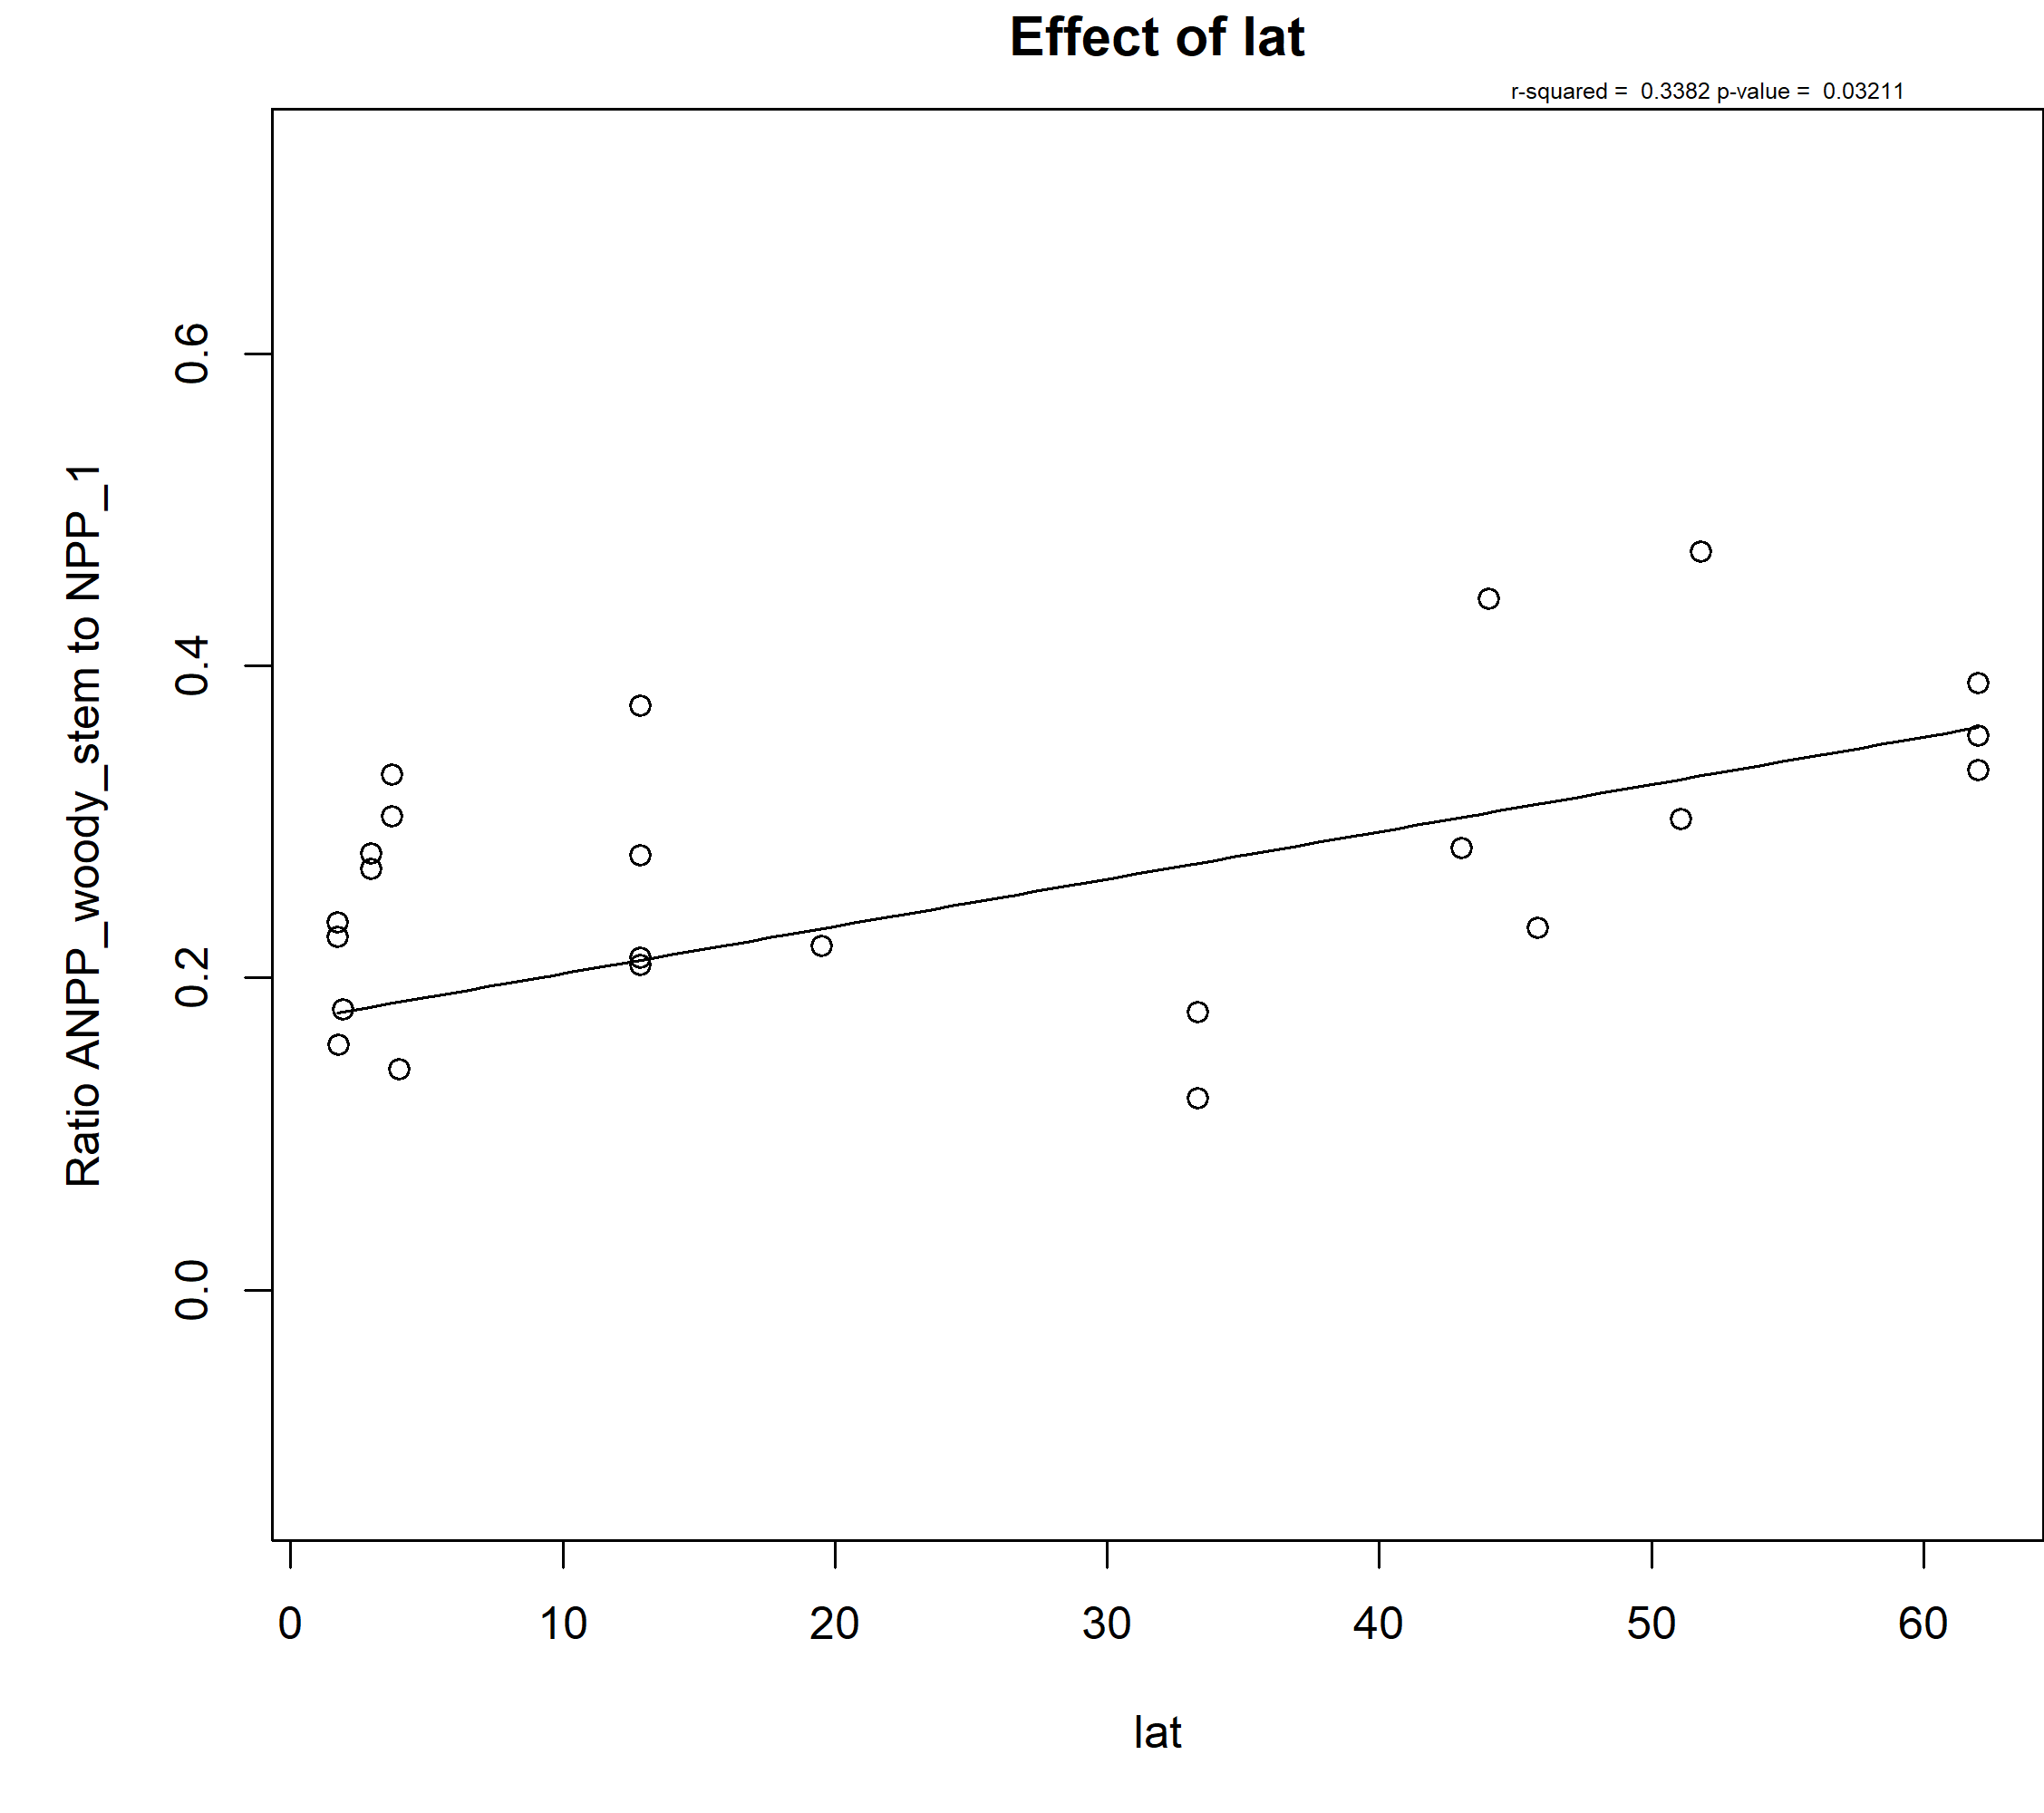 Effect of lat
r-squared =  0.3382 p-value =  0.03211
Ratio ANPP_woody_stem to NPP_1
0.6
0.4
0.2
0.0
0 10 20 30 40 50 60
lat